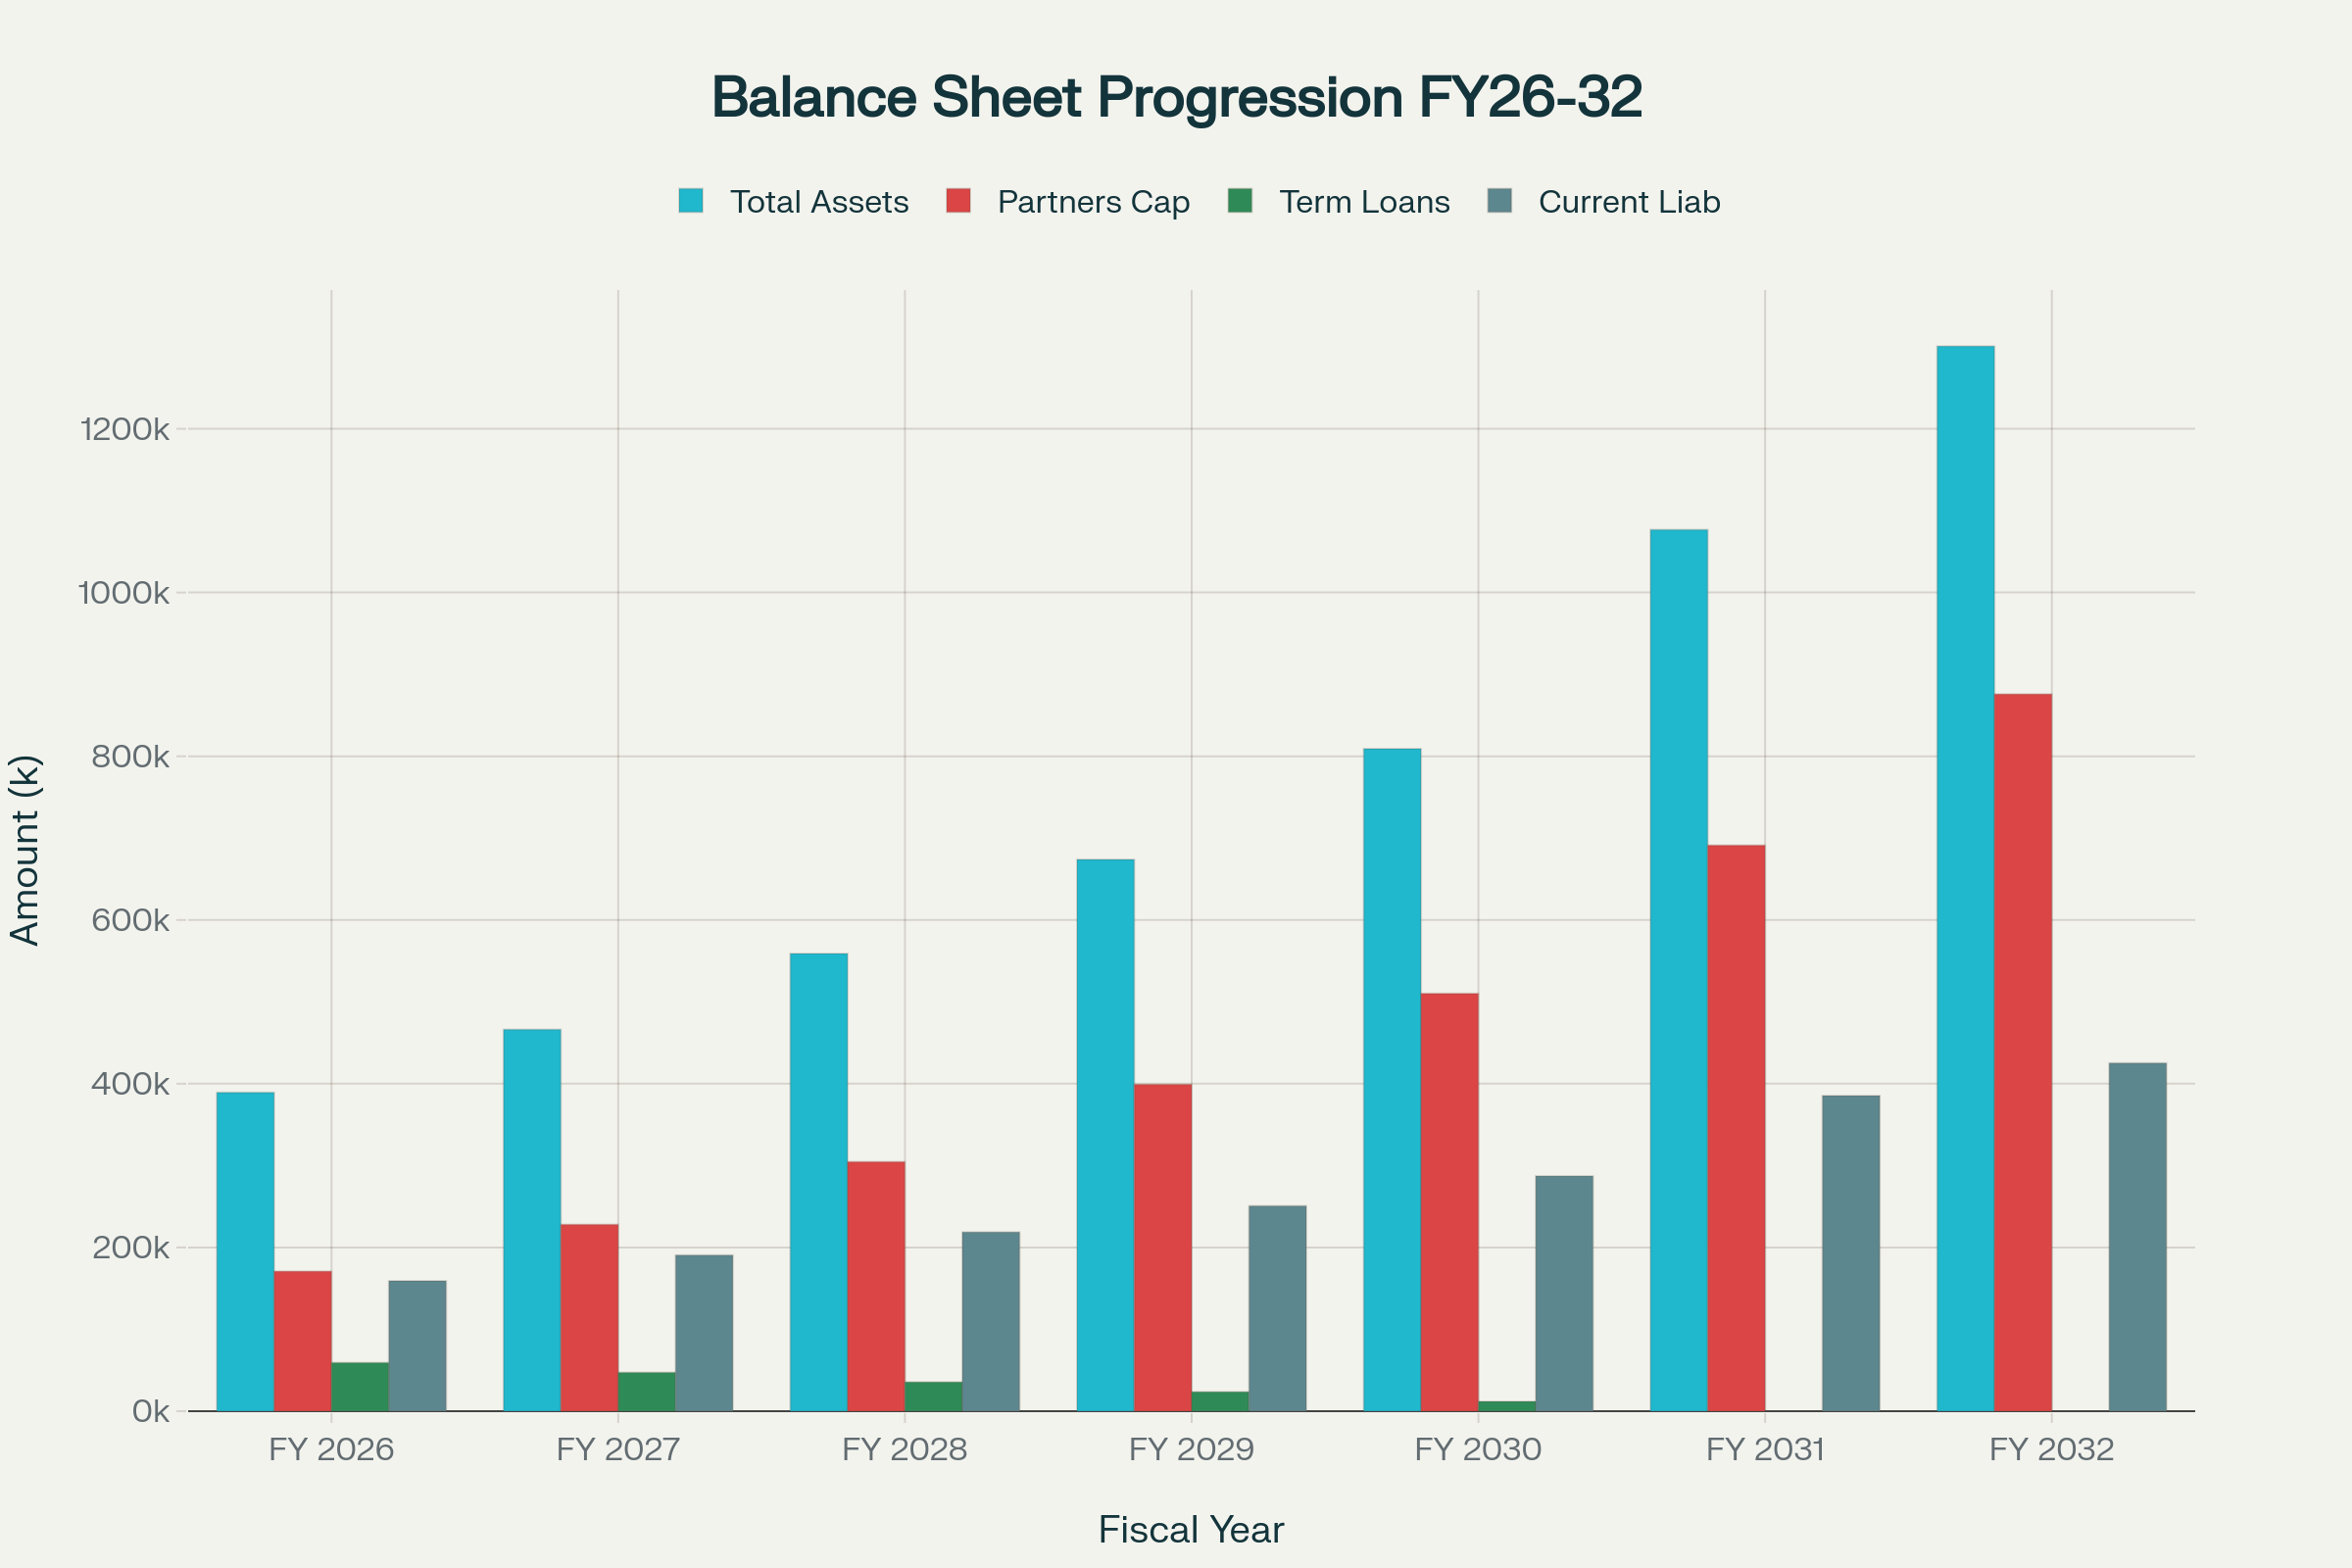 Balance Sheet Progression FY26-32
Total Assets Partners Cap Term Loans Current Liab
Amount (k)
1200k
1000k
800k
600k
400k
200k
0k
FY 2026 FY 2027 FY 2028 FY 2029 FY 2030 FY 2031 FY 2032
Fiscal Year